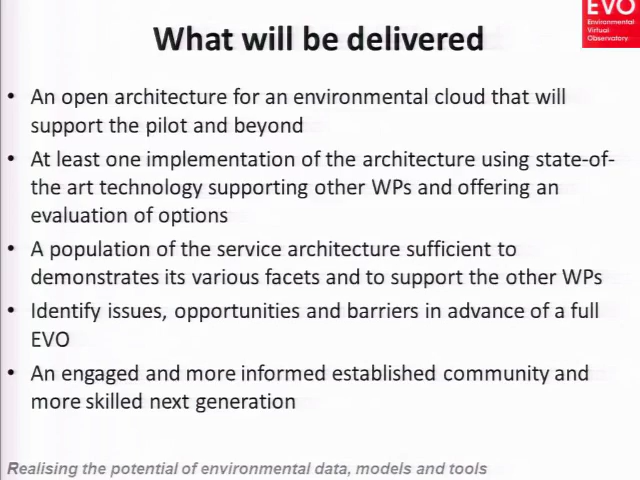 EVO
Environmental
Virtual
Observatory
What will be delivered
• An open architecture for an environmental cloud that will
support the pilot and beyond
• At least one implementation of the architecture using state-of-
the art technology supporting other WPs and offering an
evaluation of options
• A population of the service architecture sufficient to
demonstrates its various facets and to support the other WPs
• Identify issues, opportunities and barriers in advance of a full
EVO
• An engaged and more informed established community and
more skilled next generation
Realising the potential of environmental data, models and tools